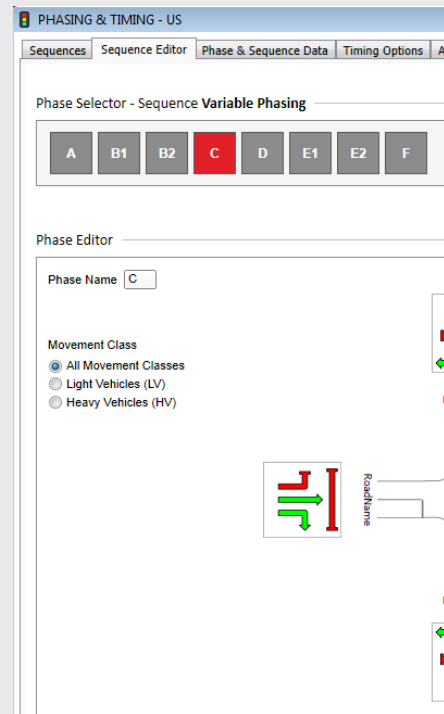 PHASING & TIMING - US
Sequences Sequence Editor Phase & Sequence Data Timing Options A
Phase Selector - Sequence Variable Phasing
A B1 B2 C D E1 E2 F
Phase Editor
Phase Name C
Movement Class
All Movement Classes
Light Vehicles (LV)
Heavy Vehicles (HV)
RoadName